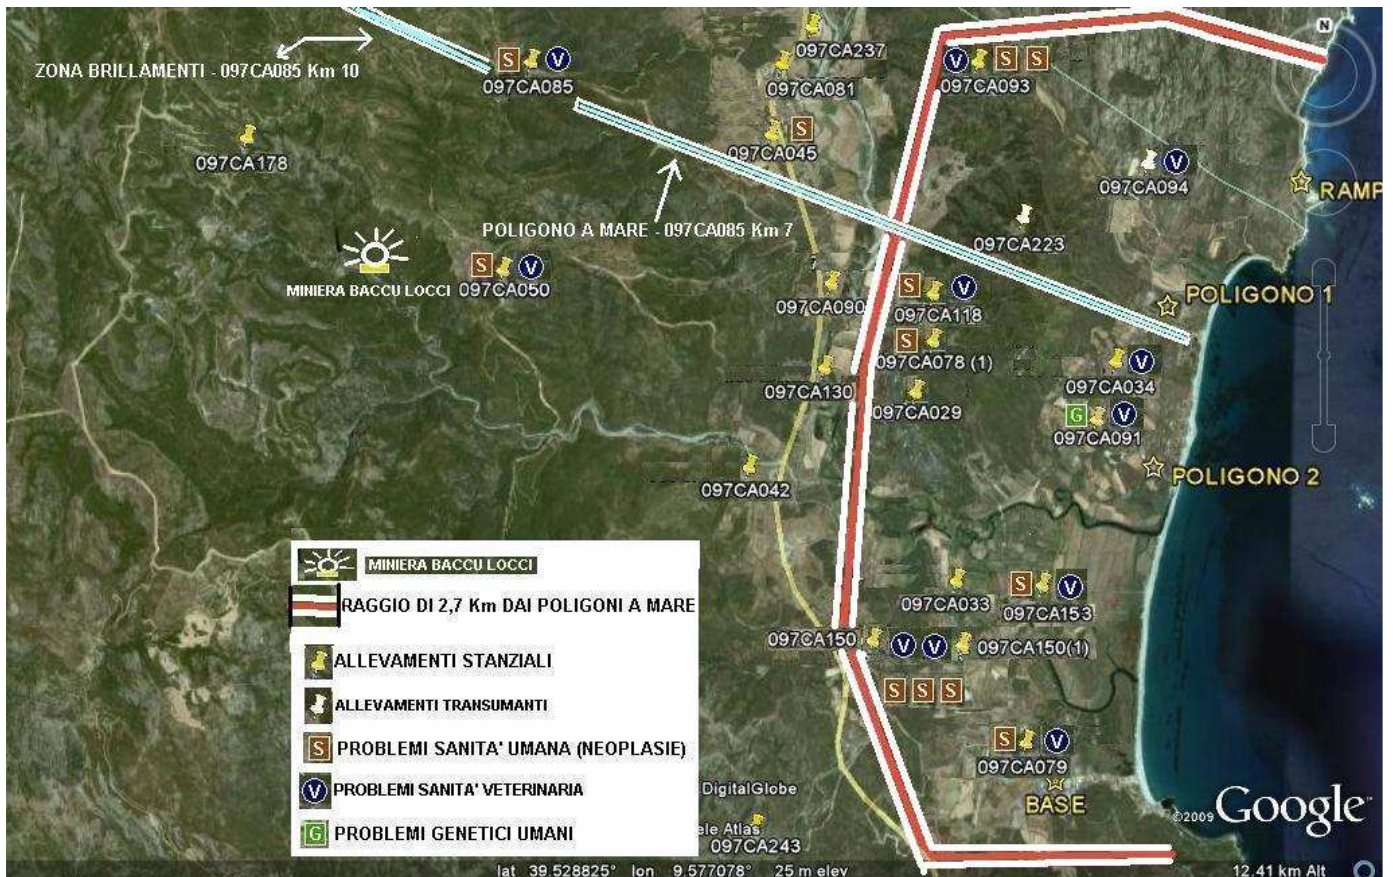 N
097CA237
ZONA BRILLAMENTI - 097CA085 Km 10
S V
097CA085
097CA081
V S S
097CA093
S
097CA045
097CA178
V
097CA094
RAMP
POLIGONO A MARE - 097CA085 Km 7
097CA223
MINIERA BACCU LOCCI
S V
097CA050
097CA090
S V
097CA118
POLIGONO 1
S
097CA078 (1)
097CA130
V
097CA034
097CA029
G V
097CA091
097CA042
POLIGONO 2
097CA033
S V
097CA153
097CA150
V V
097CA150(1)
S S S
S V
097CA079
BASE
MINIERA BACCU LOCCI
RAGGIO DI 2,7 Km DAI POLIGONI A MARE
ALLEVAMENTI STANZIALI
ALLEVAMENTI TRANSUMANTI
S PROBLEMI SANITA' UMANA (NEOPLASIE)
V PROBLEMI SANITA' VETERINARIA
G PROBLEMI GENETICI UMANI
DigitalGlobe
ele Atlas
097CA243
©2009 Google
lat 39.528825° lon 9.577078° 25 m elev
12.41 km Alt